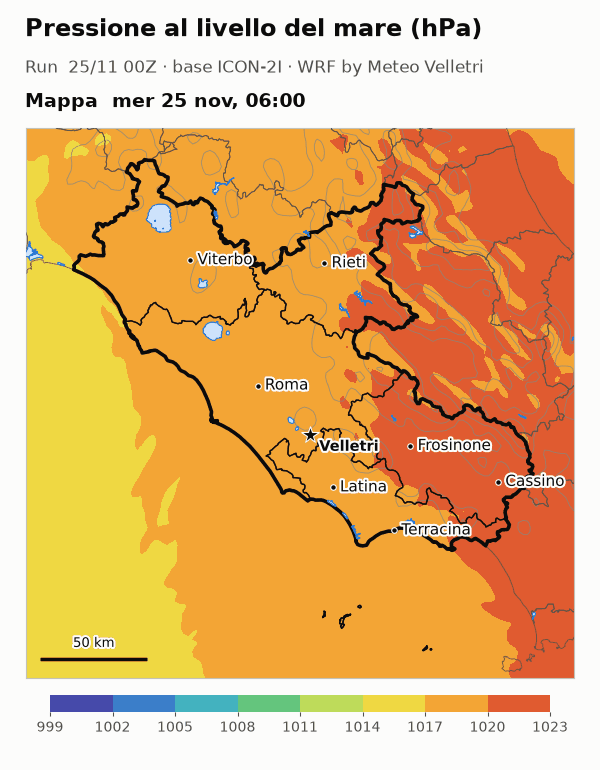 Pressione al livello del mare (hPa)
Run  25/11 00Z · base ICON-2I · WRF by Meteo Velletri
Mappa  mer 25 nov, 06:00
Viterbo
Rieti
Roma
Velletri
Frosinone
Cassino
Latina
Terracina
50 km
999 1002 1005 1008 1011 1014 1017 1020 1023